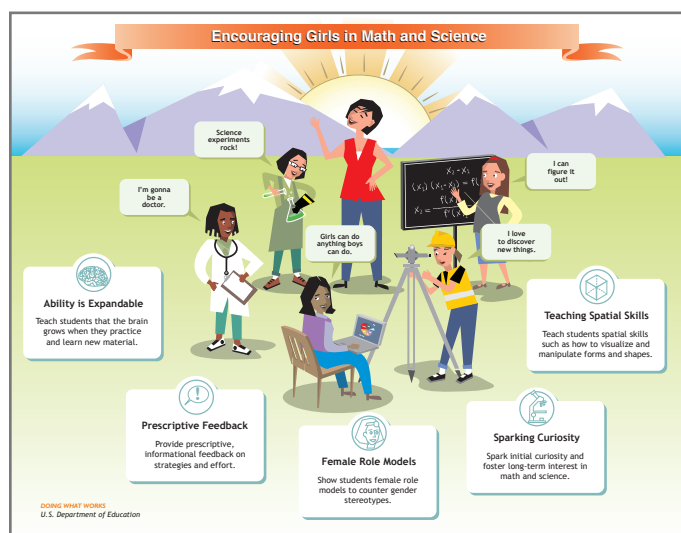 Encouraging Girls in Math and Science
Science
experiments
rock!
I'm gonna
be a
doctor.
Girls can do
anything boys
can do.
I can
figure it
out!
I love
to discover
new things.
Ability is Expandable
Teach students that the brain
grows when they practice
and learn new material.
Prescriptive Feedback
Provide prescriptive,
informational feedback on
strategies and effort.
Female Role Models
Show students female role
models to counter gender
stereotypes.
Sparking Curiosity
Spark initial curiosity and
foster long-term interest in
math and science.
Teaching Spatial Skills
Teach students spatial skills
such as how to visualize and
manipulate forms and shapes.
DOING WHAT WORKS
U.S. Department of Education